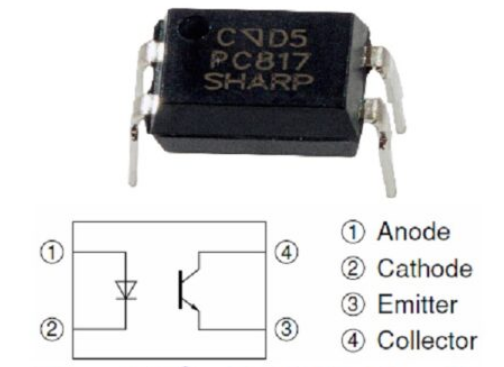 C◁D5
PC817
SHARP
① ④ ① Anode
② Cathode
③ Emitter
② ③ ④ Collector